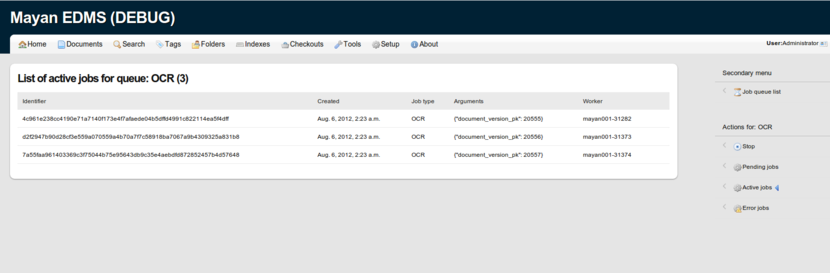 Mayan EDMS (DEBUG)
Home Documents Search Tags Folders Indexes Checkouts Tools Setup About User:Administrator
List of active jobs for queue: OCR (3)
Identifier Created Job type Arguments Worker
4c961e238cc4190e71a7140f173e4f7afaede04b5dffd4991c822114ea5f4dff Aug. 6, 2012, 2:23 a.m. OCR {"document_version_pk": 20555} mayan001-31282
d2f2947b90d28cf3e559a070559a4b70a7f7c58918ba7067a9b4309325a831b8 Aug. 6, 2012, 2:23 a.m. OCR {"document_version_pk": 20556} mayan001-31373
7a55faa961403369c3f75044b75e95643db9c35e4aebdfd872852457b4d57648 Aug. 6, 2012, 2:23 a.m. OCR {"document_version_pk": 20557} mayan001-31374
Secondary menu
Job queue list
Actions for: OCR
Stop
Pending jobs
Active jobs
Error jobs